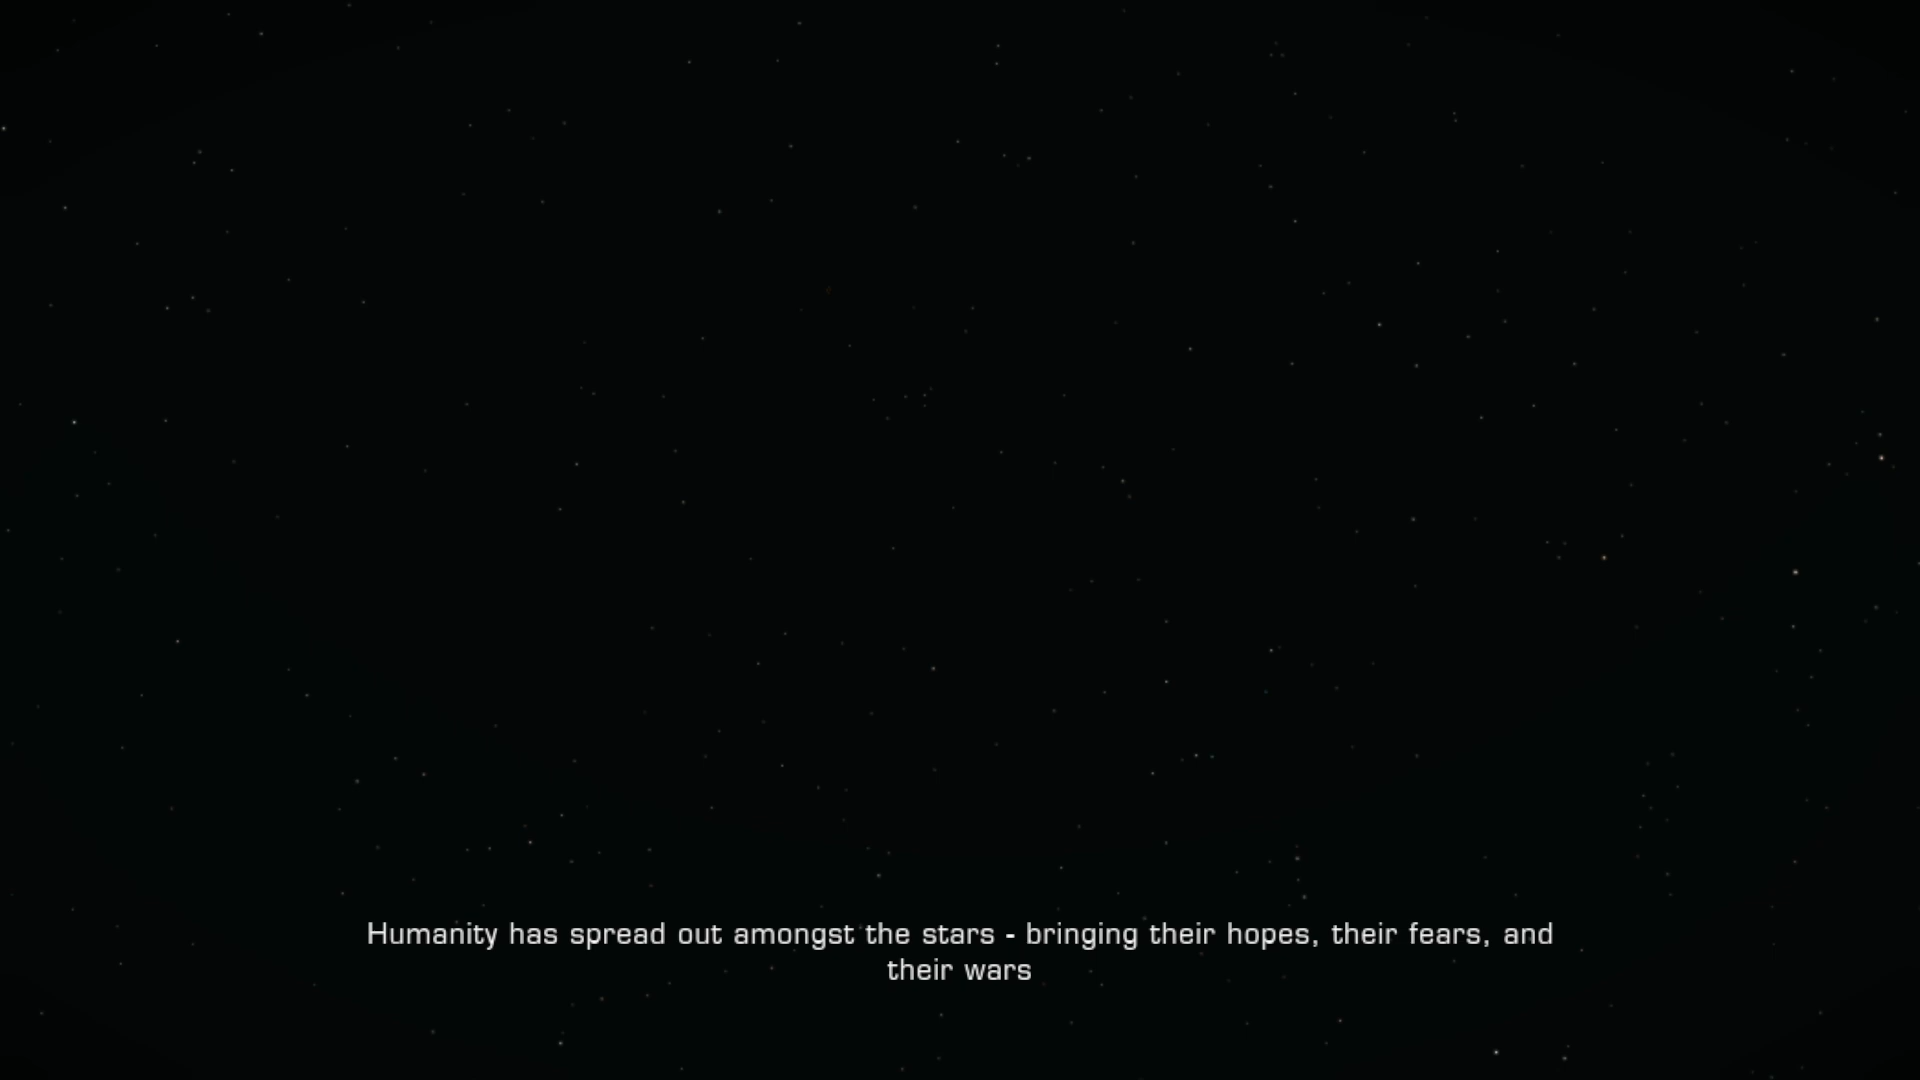 Humanity has spread out amongst the stars - bringing their hopes, their fears, and
their wars